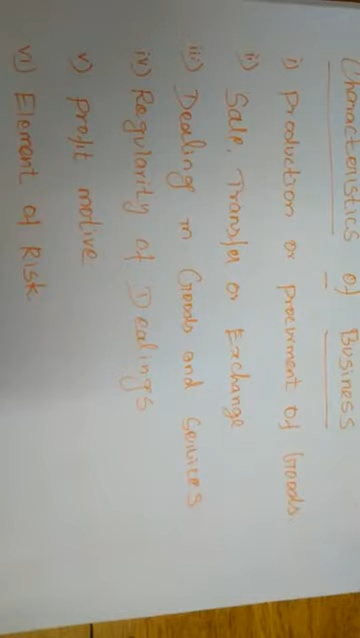 Characteristics of Business
i) Production or procurment of Goods.
ii) Sale, Transfer or Exchange
iii) Dealing in Goods and Services
iv) Regularity of Dealings
v) Profit motive
vi) Element of Risk